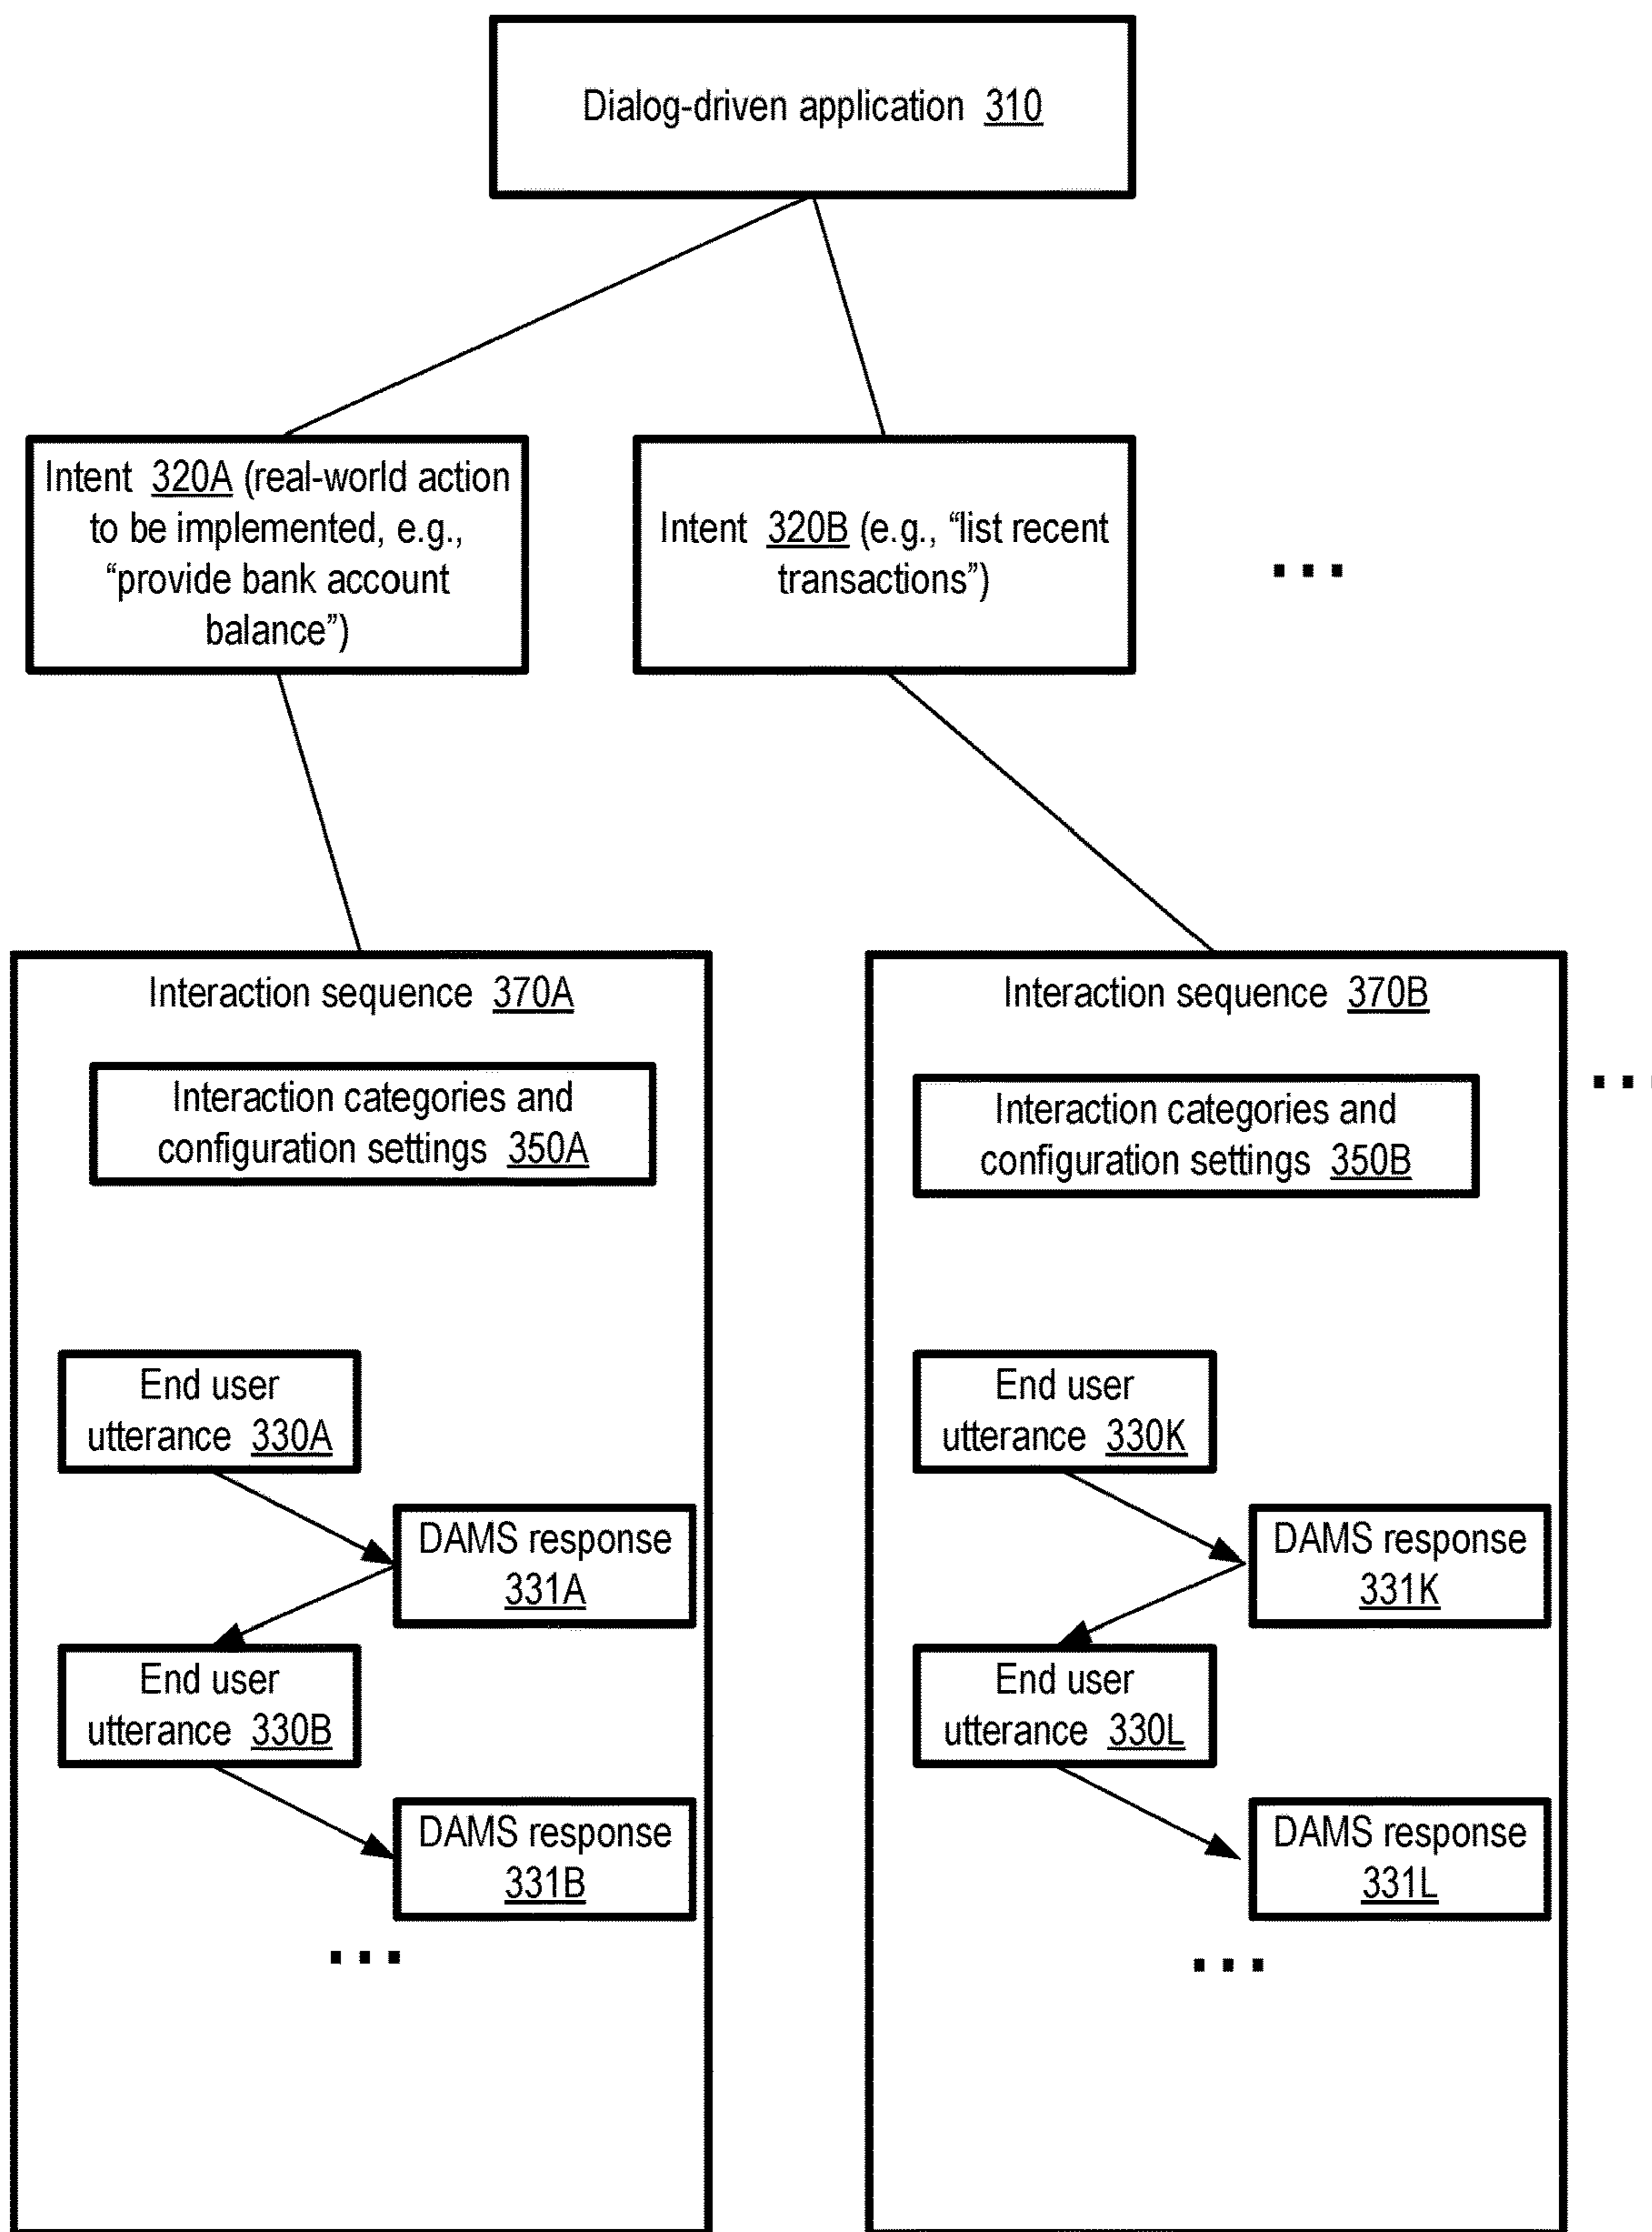 Dialog-driven application 310
Intent 320A (real-world action
to be implemented, e.g.,
“provide bank account
balance”)
Intent 320B (e.g., “list recent
transactions”)
...
Interaction sequence 370A
Interaction categories and
configuration settings 350A
End user
utterance 330A
DAMS response
331A
End user
utterance 330B
DAMS response
331B
...
Interaction sequence 370B
Interaction categories and
configuration settings 350B
End user
utterance 330K
DAMS response
331K
End user
utterance 330L
DAMS response
331L
...
...